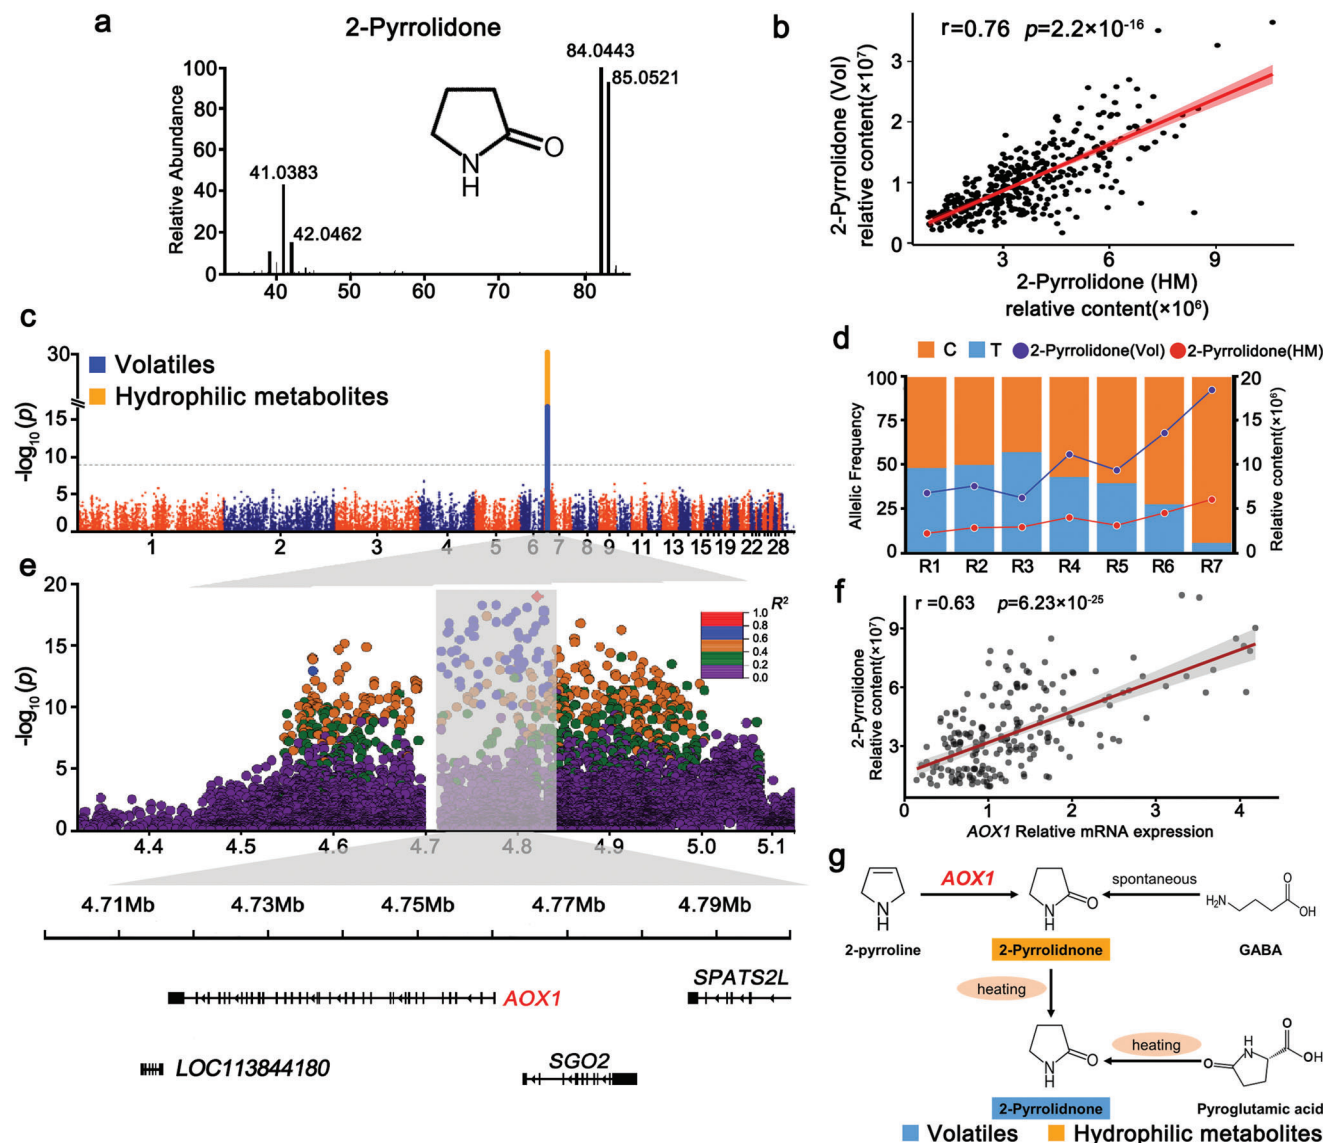 a
2-Pyrrolidone
84.0443
85.0521
41.0383
42.0462
Relative Abundance
100
80
60
40
20
0
40 50 60 70 80
O
N
H
b
r=0.76 p=2.2×10⁻¹⁶
2-Pyrrolidone (Vol)
relative content(×10⁷)
3
2
1
0
3 6 9
2-Pyrrolidone (HM)
relative content(×10⁶)
c
Volatiles
Hydrophilic metabolites
-log₁₀(p)
30
15
10
5
0
1 2 3 4 5 6 7 8 9 11 13 15 19 22 28
d
C T 2-Pyrrolidone(Vol) 2-Pyrrolidone(HM)
Allelic Frequency
100
75
50
25
0
Relative content(×10⁶)
20
15
10
5
0
R1 R2 R3 R4 R5 R6 R7
e
-log₁₀(p)
20
15
10
5
0
R²
1.0
0.8
0.6
0.4
0.2
0.0
4.4 4.5 4.6 4.7 4.8 4.9 5.0 5.1
4.71Mb 4.73Mb 4.75Mb 4.77Mb 4.79Mb
SPATS2L
AOX1
LOC113844180
SGO2
f
r =0.63 p=6.23×10⁻²⁵
2-Pyrrolidone
Relative content(×10⁷)
9
6
3
0 1 2 3 4
AOX1 Relative mRNA expression
g
AOX1
spontaneous
N
H
N
H
O
H₂N
O
OH
2-pyrroline
2-Pyrrolidnone
GABA
heating
N
H
O
heating
O
H
N
O
OH
2-Pyrrolidnone
Pyroglutamic acid
Volatiles
Hydrophilic metabolites